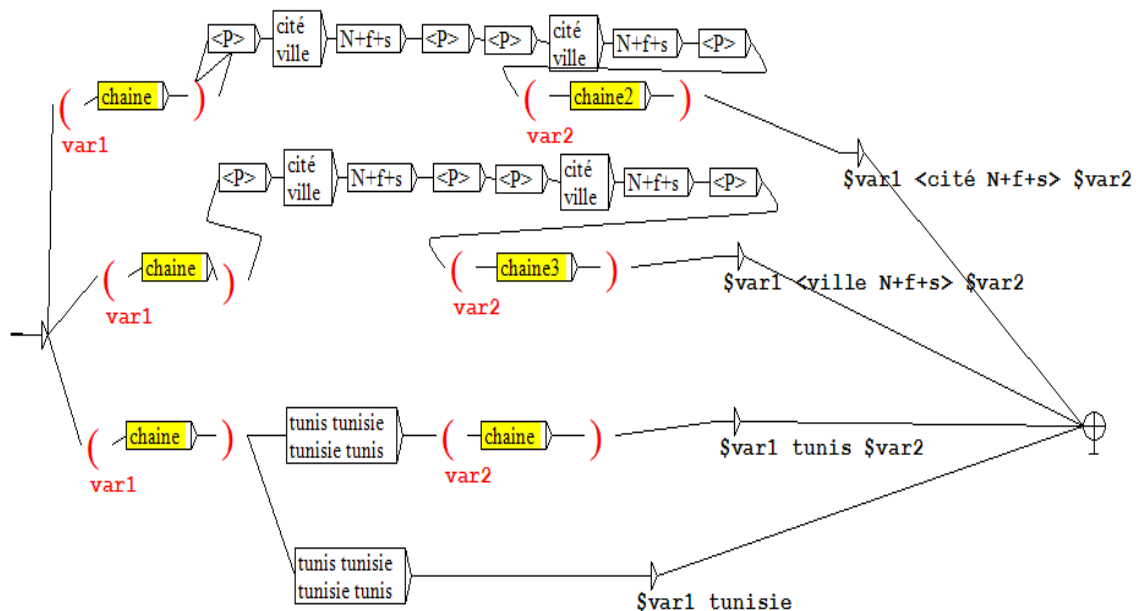 <P> cité ville N+f+s <P> <P> cité ville N+f+s <P>
( chaine ) ( chaine2 )
var1 var2
$var1 <cité N+f+s> $var2
<P> cité ville N+f+s <P> <P> cité ville N+f+s <P>
( chaine ) ( chaine3 )
var1 var2
$var1 <ville N+f+s> $var2
( chaine ) tunis tunisie ( chaine )
tunisie tunis
var1 var2
$var1 tunis $var2
tunis tunisie
tunisie tunis
$var1 tunisie